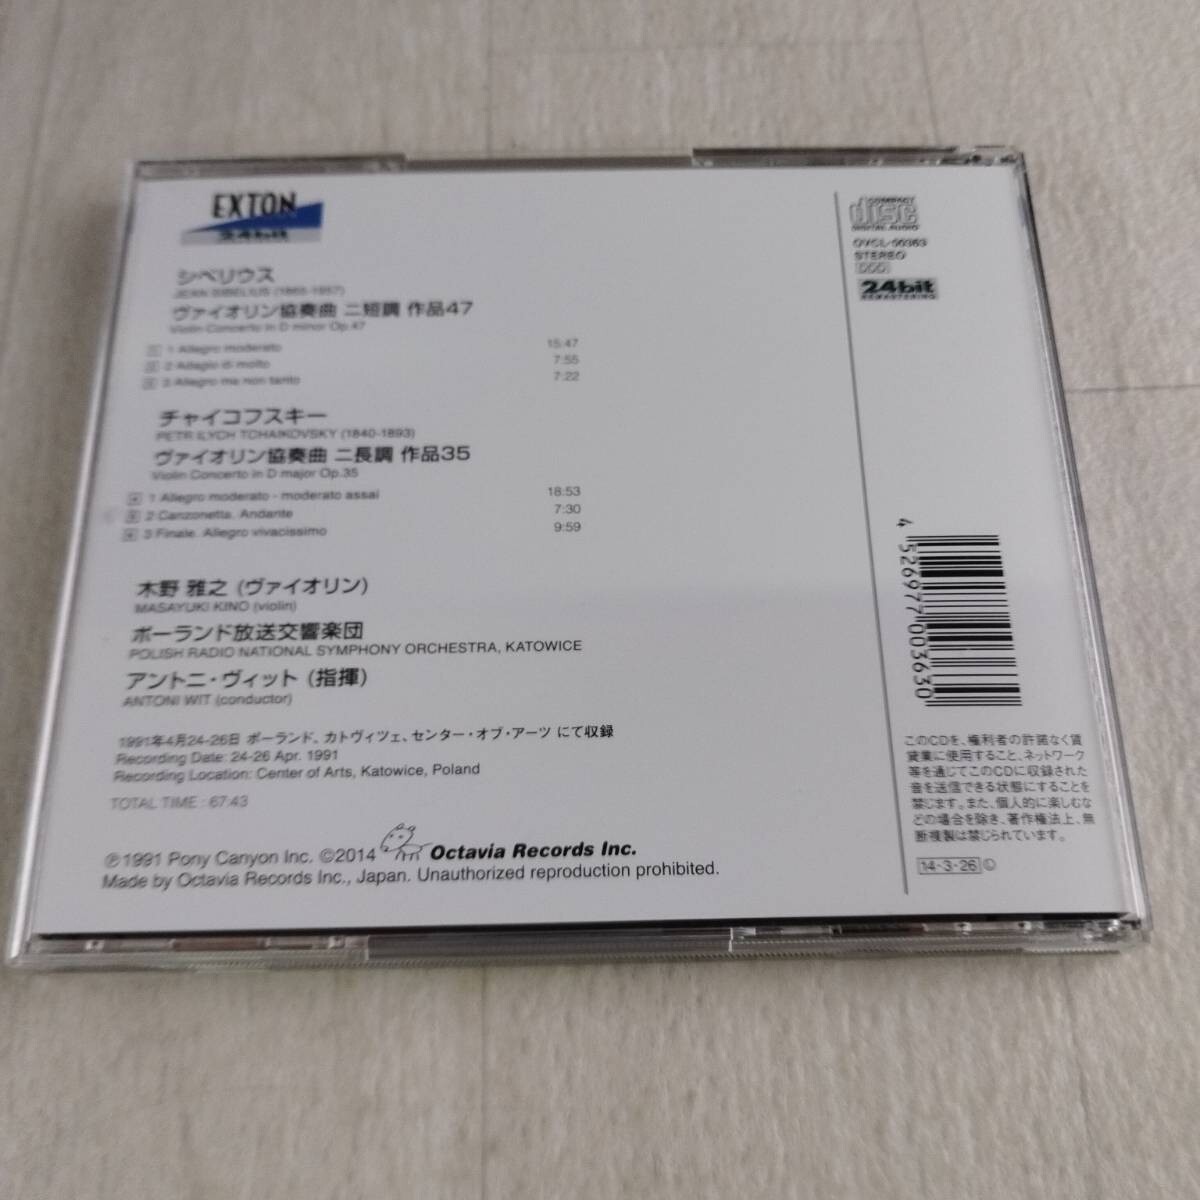 EXTON
24bit
シベリウス
JEAN SIBELIUS (1865-1957)
ヴァイオリン協奏曲 ニ短調 作品47
Violin Concerto in D minor Op.47
1 1 Allegro moderato 15:47
2 2 Adagio di molto 7:55
3 3 Allegro ma non tanto 7:22
チャイコフスキー
PETR ILYCH TCHAIKOVSKY (1840-1893)
ヴァイオリン協奏曲 ニ長調 作品35
Violin Concerto in D major Op.35
4 1 Allegro moderato - moderato assai 18:53
5 2 Canzonetta. Andante 7:30
6 3 Finale. Allegro vivacissimo 9:59
木野 雅之 (ヴァイオリン)
MASAYUKI KINO (violin)
ポーランド放送交響楽団
POLISH RADIO NATIONAL SYMPHONY ORCHESTRA, KATOWICE
アントニ・ヴィット (指揮)
ANTONI WIT (conductor)
1991年4月24-26日 ポーランド、カトヴィツェ、センター・オブ・アーツ にて収録
Recording Date: 24-26 Apr. 1991
Recording Location: Center of Arts, Katowice, Poland
TOTAL TIME : 67:43
℗1991 Pony Canyon Inc. ©2014 Octavia Records Inc.
Made by Octavia Records Inc., Japan. Unauthorized reproduction prohibited.
COMPACT
disc
DIGITAL AUDIO
OVCL-00363
STEREO
DDD
24bit
REMASTERING
4 526977 003630
このCDを、権利者の許諾なく賃
貸業に使用すること、ネットワーク
等を通じてこのCDに収録された
音を送信できる状態にすることを
禁じます。また、個人的に楽しむな
どの場合を除き、著作権法上、無
断複製は禁じられています。
14-3-26 Ⓛ